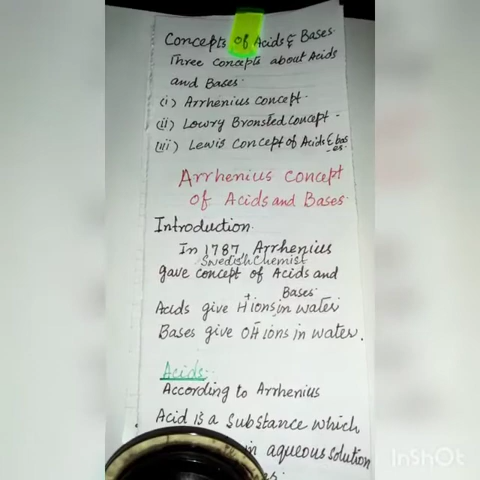 Concepts of Acids & Bases.
Three concepts about Acids
and Bases.
(i) Arrhenius concept.
(ii) Lowry Bronsted concept -
(iii) Lewis Concept of Acids & bases.
Arrhenius concept
of Acids and Bases.
Introduction.
In 1787, Arrhenius
Swedish Chemist
gave concept of Acids and
Bases.
Acids give H⁺ ions in water
Bases give OH⁻ ions in water.
Acids:-
According to Arrhenius
Acid is a substance which
in aqueous solution
InShOt